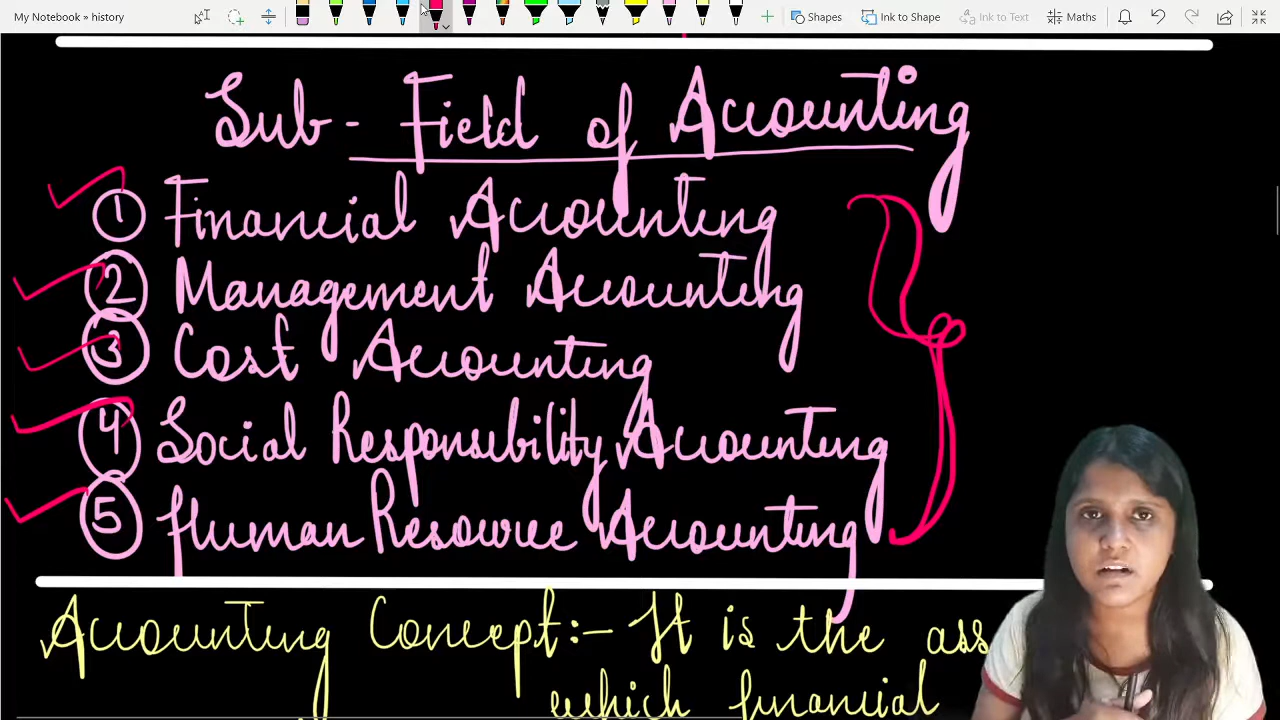 My Notebook » history
Shapes
Ink to Shape
Ink to Text
Maths
Sub - Field of Accounting
1 Financial Accounting
2 Management Accounting
3 Cost Accounting
4 Social Responsibility Accounting
5 Human Resource Accounting
Accounting Concept:- It is the ass
which financial